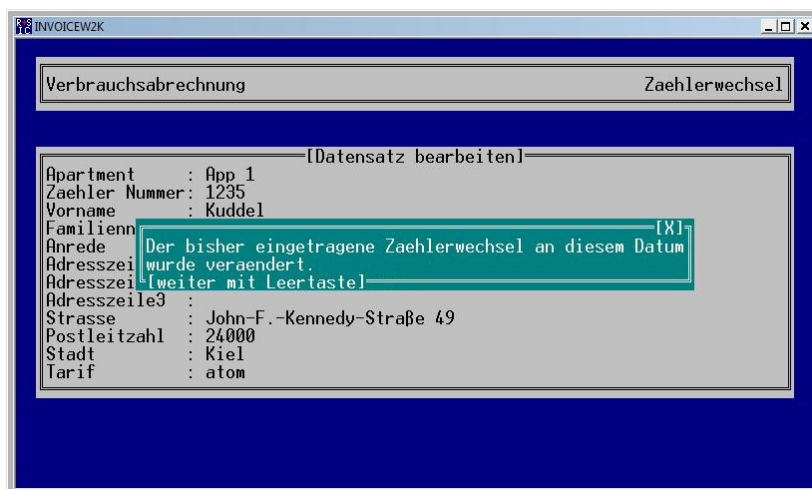 INVOICEW2K
Verbrauchsabrechnung Zaehlerwechsel
[Datensatz bearbeiten]
Apartment : App 1
Zaehler Nummer: 1235
Vorname : Kuddel
Familienn
[X]
Anrede
Der bisher eingetragene Zaehlerwechsel an diesem Datum
Adresszei
wurde veraendert.
Adresszei
[weiter mit Leertaste]
Adresszeile3 :
Strasse : John-F.-Kennedy-Straße 49
Postleitzahl : 24000
Stadt : Kiel
Tarif : atom